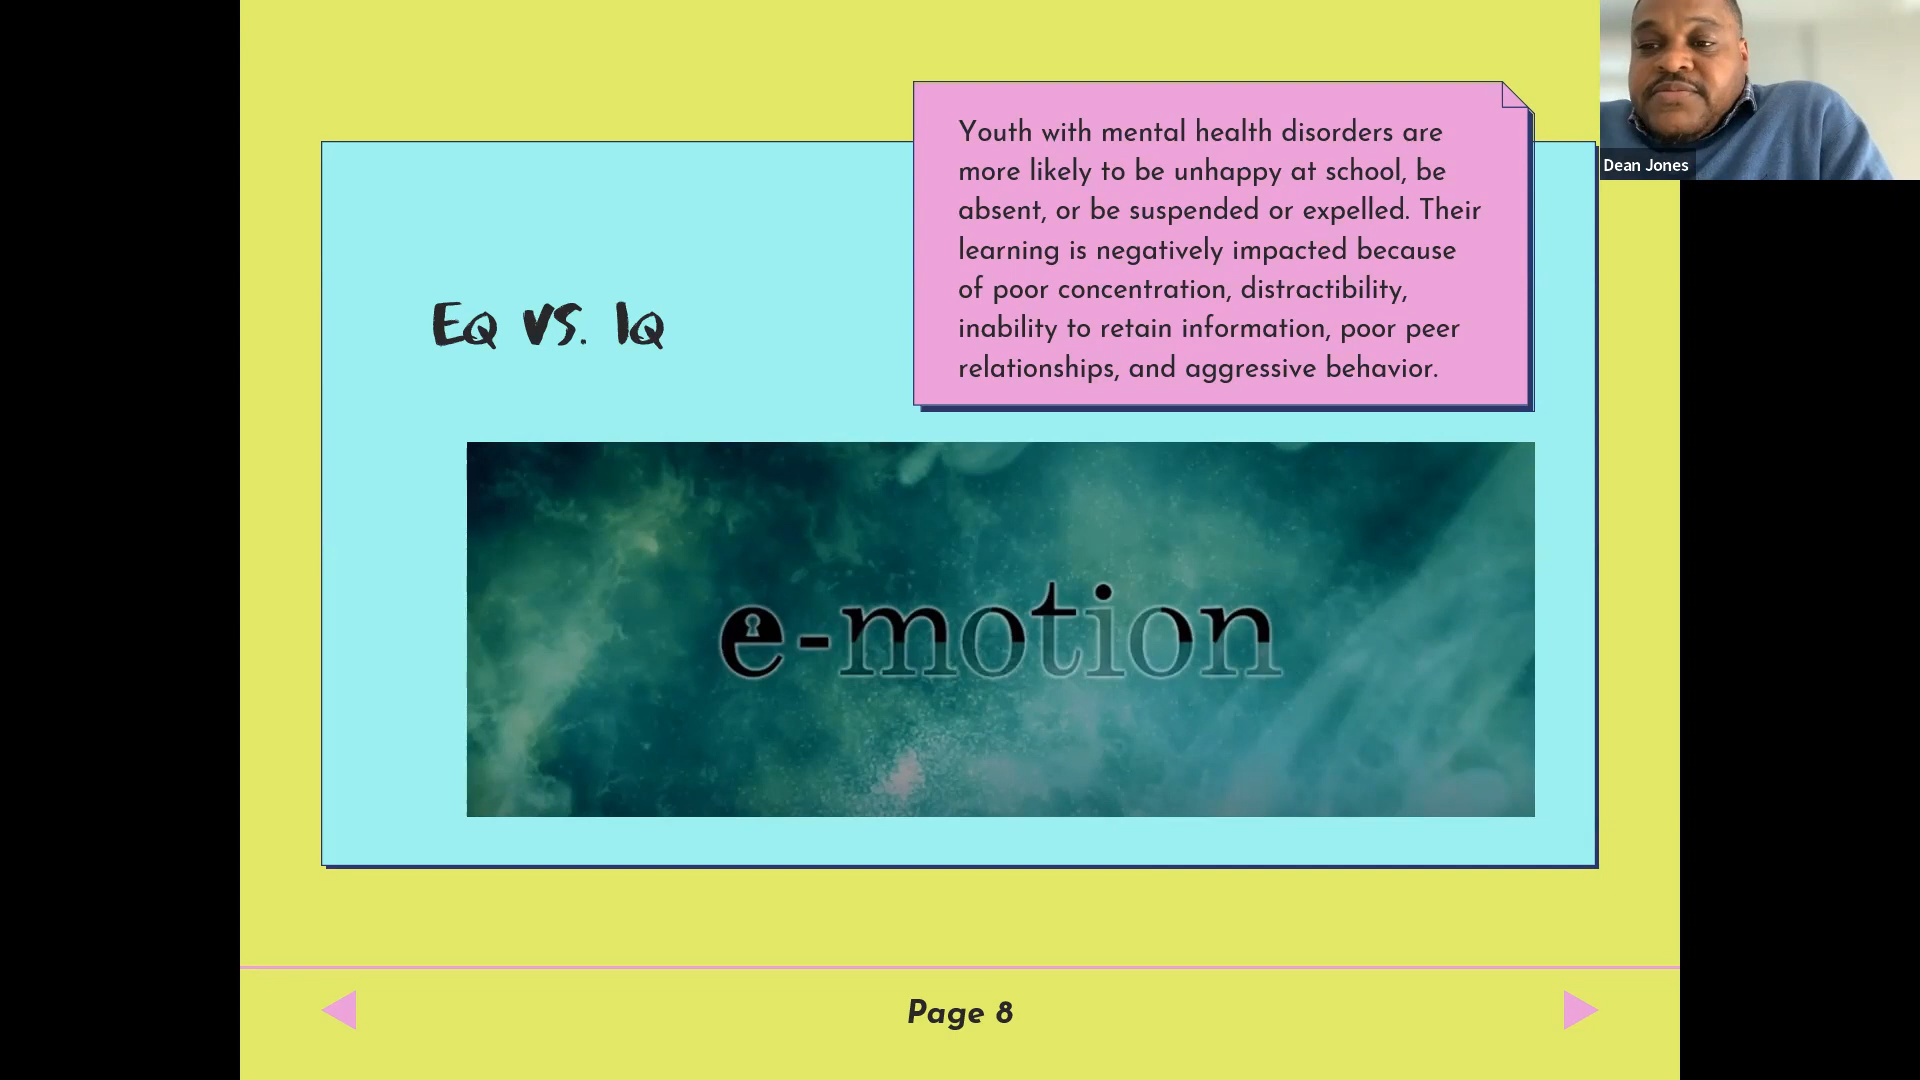 Youth with mental health disorders are
more likely to be unhappy at school, be
absent, or be suspended or expelled. Their
learning is negatively impacted because
of poor concentration, distractibility,
inability to retain information, poor peer
relationships, and aggressive behavior.
Dean Jones
EQ VS. IQ
e-motion
Page 8